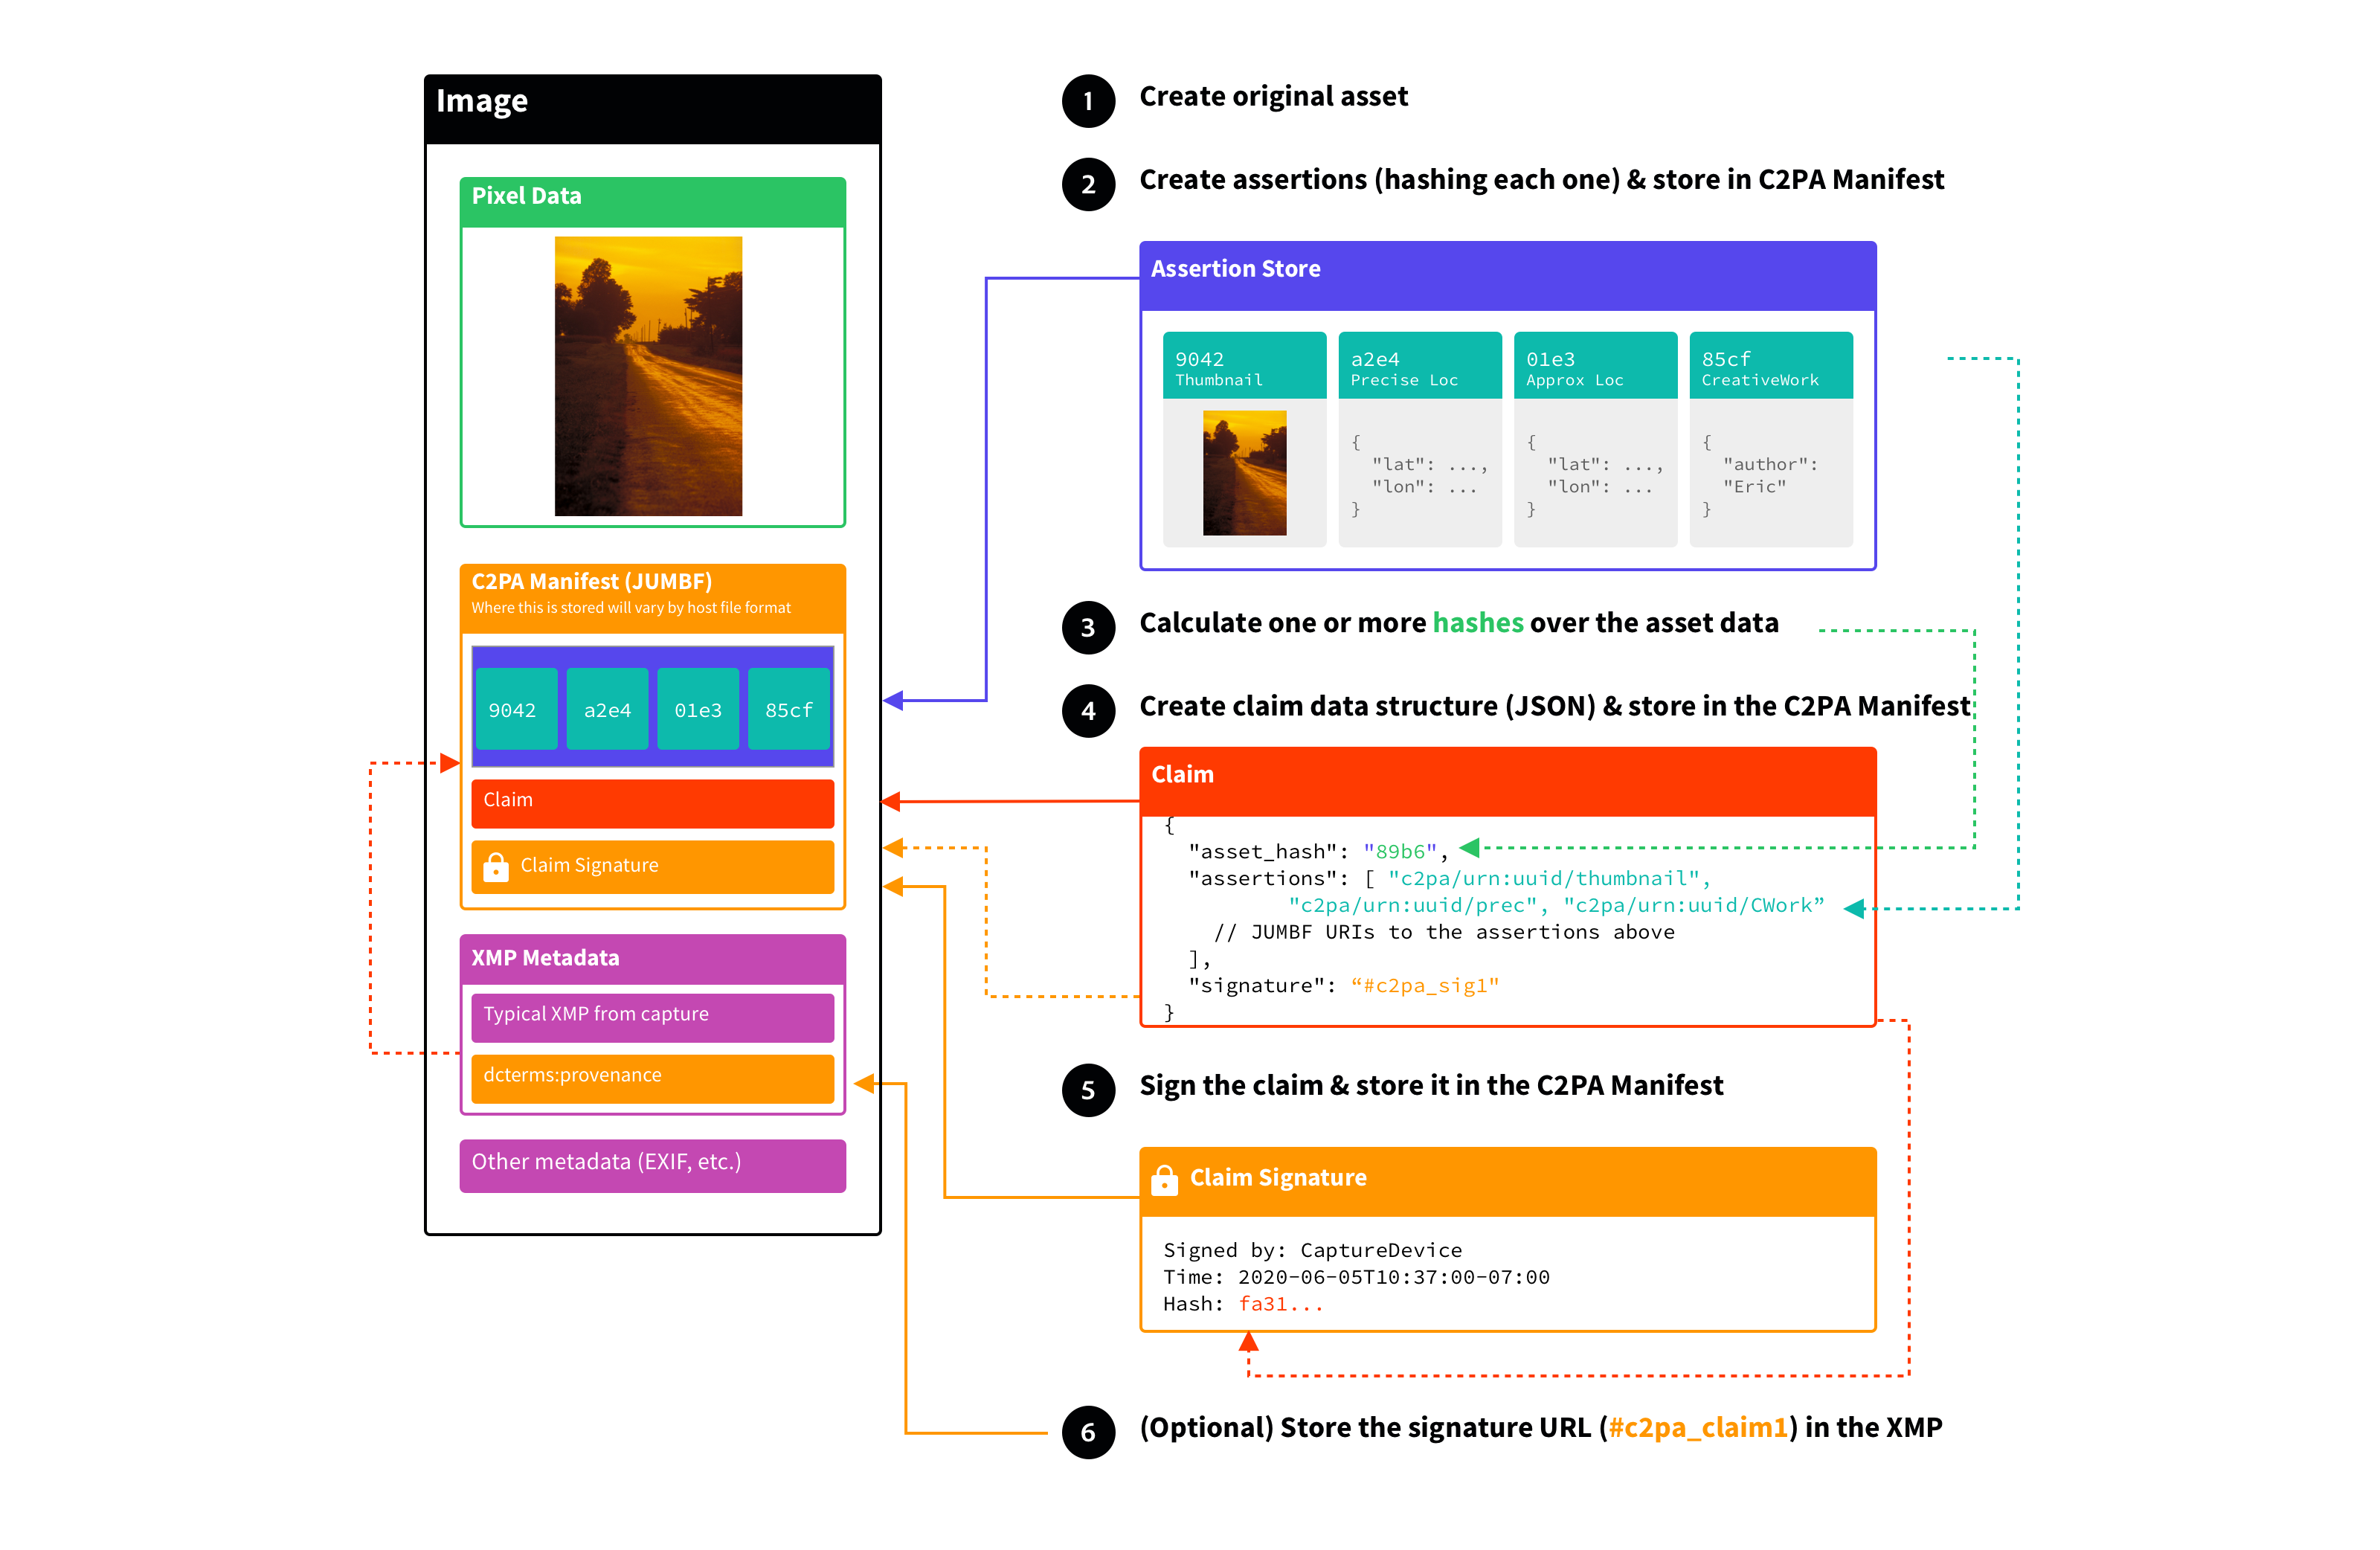 Image
Pixel Data
C2PA Manifest (JUMBF)
Where this is stored will vary by host file format
9042 a2e4 01e3 85cf
Claim
Claim Signature
XMP Metadata
Typical XMP from capture
dcterms:provenance
Other metadata (EXIF, etc.)
1 Create original asset
2 Create assertions (hashing each one) & store in C2PA Manifest
Assertion Store
9042
Thumbnail
a2e4
Precise Loc
{
"lat": ...,
"lon": ...
}
01e3
Approx Loc
{
"lat": ...,
"lon": ...
}
85cf
CreativeWork
{
"author":
"Eric"
}
3 Calculate one or more hashes over the asset data
4 Create claim data structure (JSON) & store in the C2PA Manifest
Claim
{
"asset_hash": "89b6",
"assertions": [ "c2pa/urn:uuid/thumbnail",
"c2pa/urn:uuid/prec", "c2pa/urn:uuid/CWork”
// JUMBF URIs to the assertions above
],
"signature": “#c2pa_sig1"
}
5 Sign the claim & store it in the C2PA Manifest
Claim Signature
Signed by: CaptureDevice
Time: 2020-06-05T10:37:00-07:00
Hash: fa31...
6 (Optional) Store the signature URL (#c2pa_claim1) in the XMP